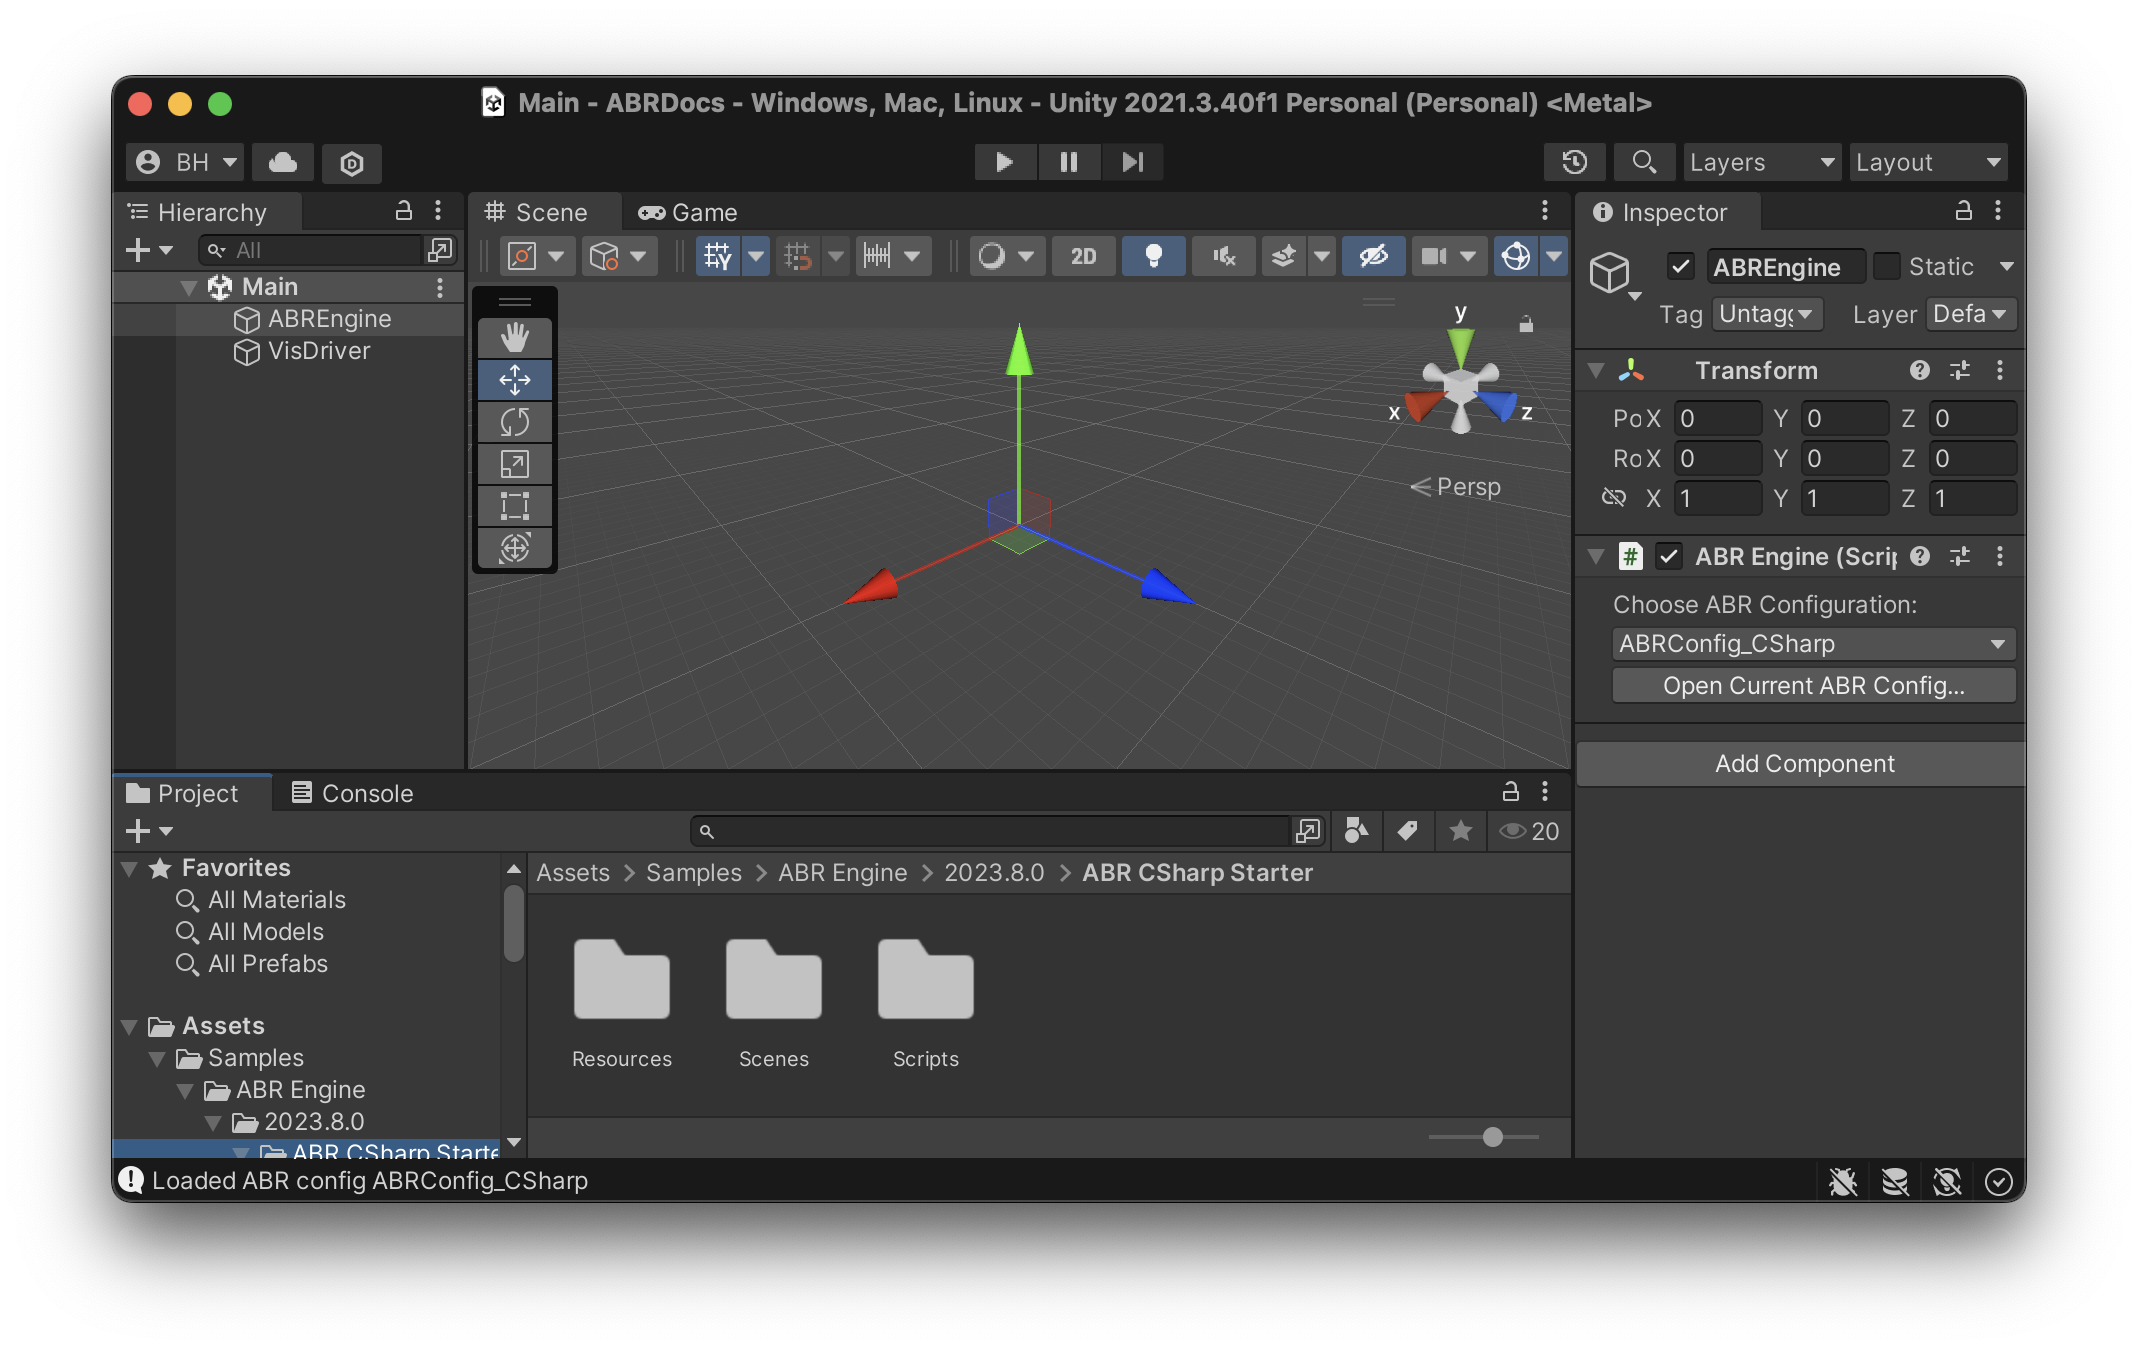 Main - ABRDocs - Windows, Mac, Linux - Unity 2021.3.40f1 Personal (Personal) <Metal>
BH
Layers
Layout
Hierarchy
All
Main
ABREngine
VisDriver
Scene
Game
2D
y
x
z
Persp
Inspector
ABREngine
Static
Tag
Untagg
Layer
Defa
Transform
Po X 0 Y 0 Z 0
Ro X 0 Y 0 Z 0
X 1 Y 1 Z 1
ABR Engine (Scrip
Choose ABR Configuration:
ABRConfig_CSharp
Open Current ABR Config...
Add Component
Project
Console
20
Favorites
All Materials
All Models
All Prefabs
Assets
Samples
ABR Engine
2023.8.0
ABR CSharp Starte
Assets > Samples > ABR Engine > 2023.8.0 > ABR CSharp Starter
Resources
Scenes
Scripts
Loaded ABR config ABRConfig_CSharp